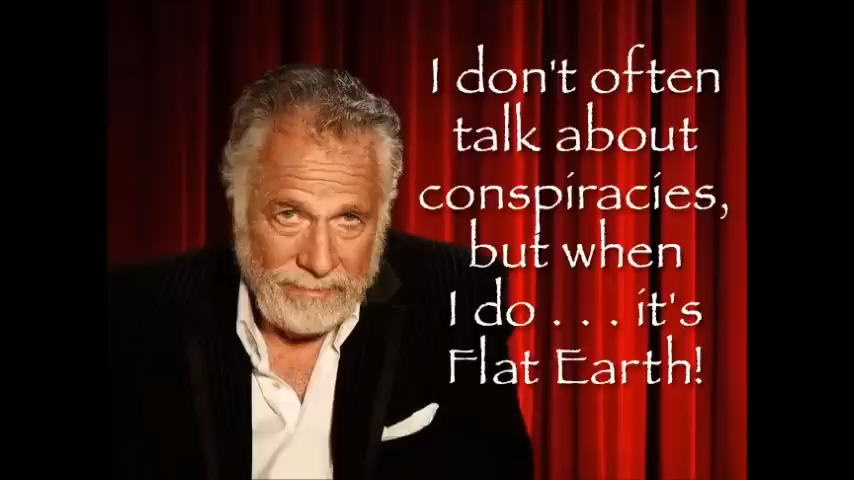 I don't often
talk about
conspiracies,
but when
I do . . . it's
Flat Earth!